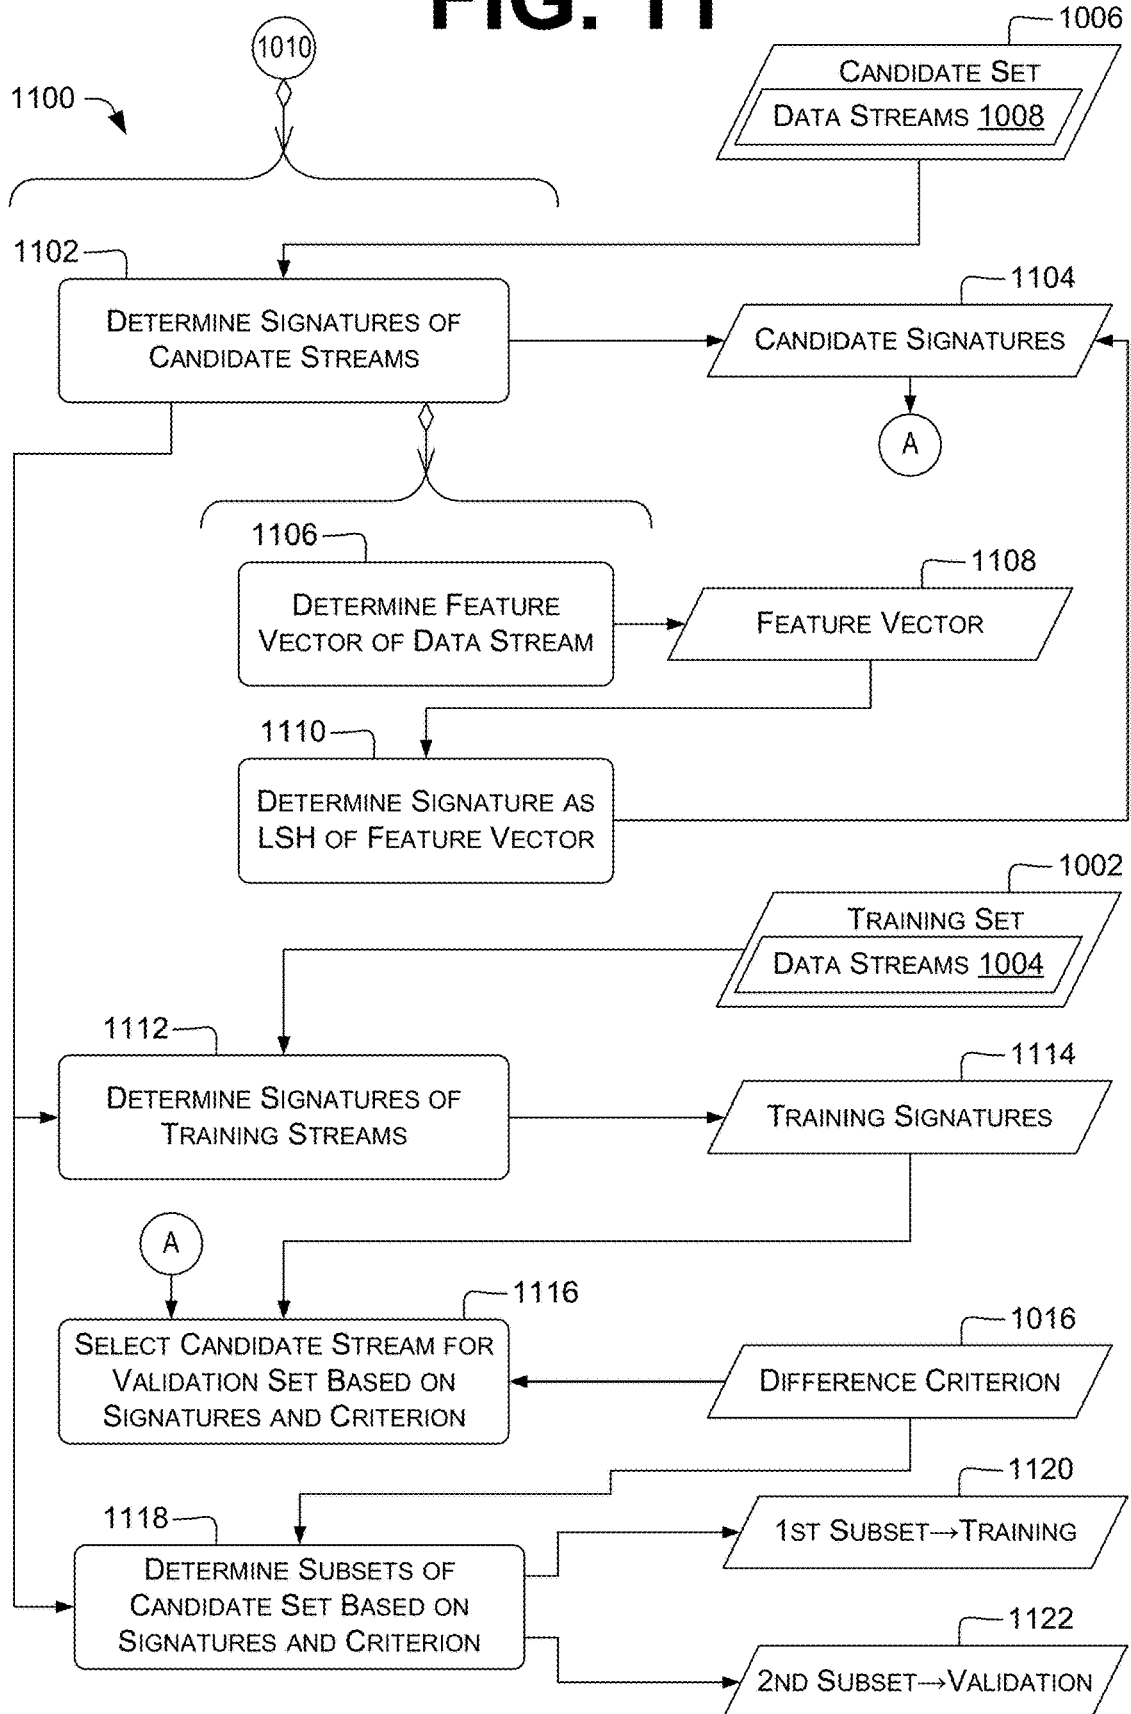 FIG. 11
1010
1006
CANDIDATE SET
DATA STREAMS 1008
1100
1102
DETERMINE SIGNATURES OF
CANDIDATE STREAMS
1104
CANDIDATE SIGNATURES
A
1106
DETERMINE FEATURE
VECTOR OF DATA STREAM
1108
FEATURE VECTOR
1110
DETERMINE SIGNATURE AS
LSH OF FEATURE VECTOR
1002
TRAINING SET
DATA STREAMS 1004
1112
DETERMINE SIGNATURES OF
TRAINING STREAMS
1114
TRAINING SIGNATURES
A
1116
SELECT CANDIDATE STREAM FOR
VALIDATION SET BASED ON
SIGNATURES AND CRITERION
1016
DIFFERENCE CRITERION
1118
DETERMINE SUBSETS OF
CANDIDATE SET BASED ON
SIGNATURES AND CRITERION
1120
1ST SUBSET→TRAINING
1122
2ND SUBSET→VALIDATION